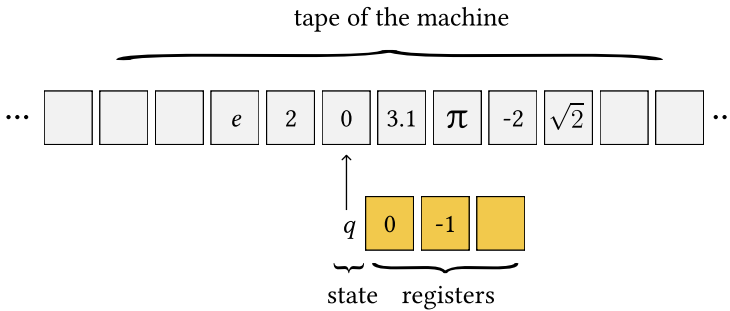 tape of the machine
... e 2 0 3.1 π -2 √2 ..
q 0 -1
state registers